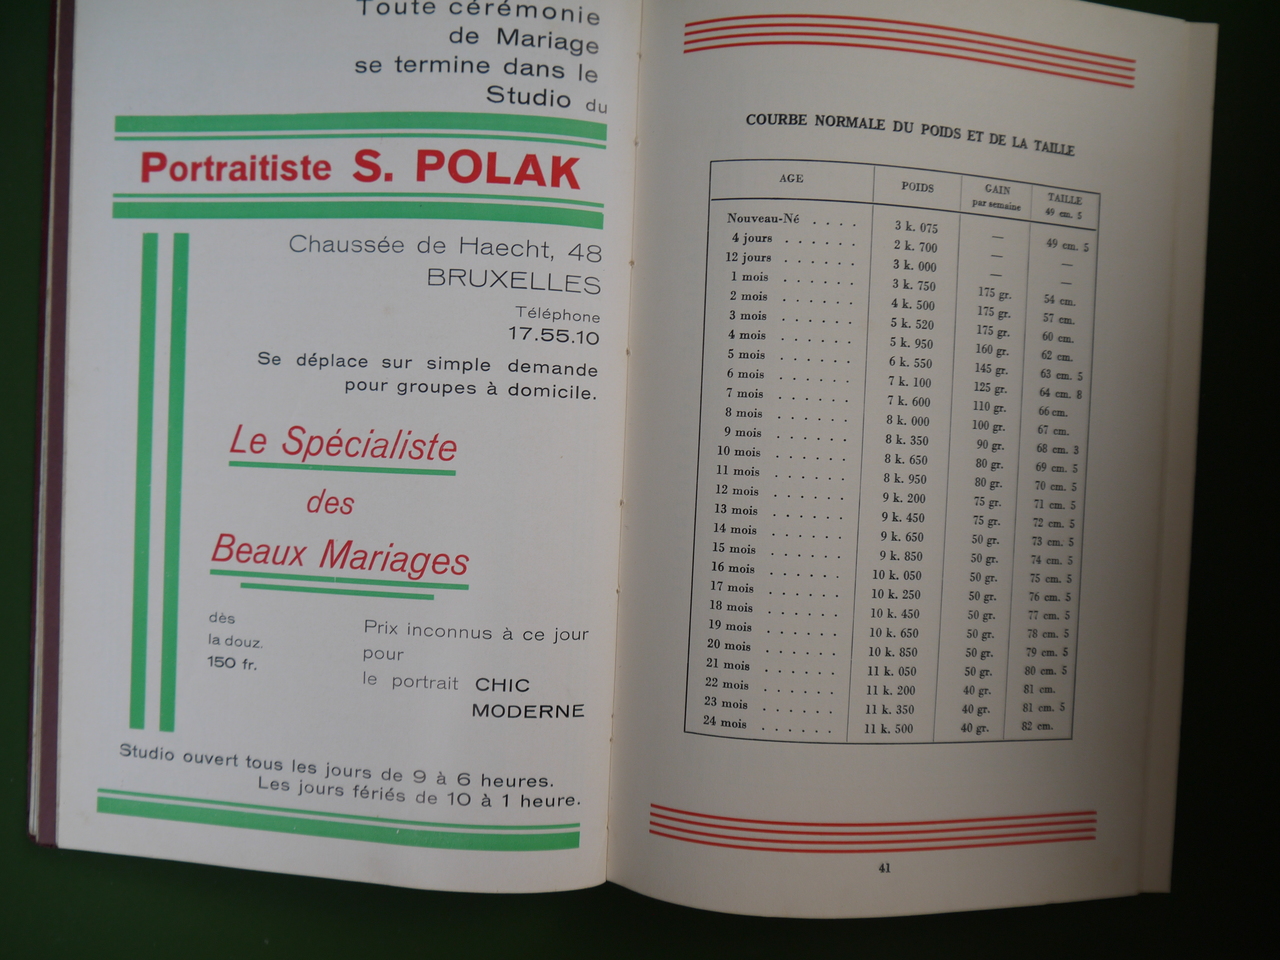 Toute cérémonie
de Mariage
se termine dans le
Studio du
Portraitiste S. POLAK
Chaussée de Haecht, 48
BRUXELLES
Téléphone
17.55.10
Se déplace sur simple demande
pour groupes à domicile.
Le Spécialiste
des
Beaux Mariages
dès
la douz.
150 fr.
Prix inconnus à ce jour
pour
le portrait CHIC
MODERNE
Studio ouvert tous les jours de 9 à 6 heures.
Les jours fériés de 10 à 1 heure.
COURBE NORMALE DU POIDS ET DE LA TAILLE
AGE POIDS GAIN par semaine TAILLE 49 cm. 5
Nouveau-Né . . . . 3 k. 075 — 49 cm. 5
4 jours . . . . . . 2 k. 700 — —
12 jours . . . . . . 3 k. 000 — —
1 mois . . . . . . 3 k. 750 175 gr. 54 cm.
2 mois . . . . . . 4 k. 500 175 gr. 57 cm.
3 mois . . . . . . 5 k. 520 175 gr. 60 cm.
4 mois . . . . . . 5 k. 950 160 gr. 62 cm.
5 mois . . . . . . 6 k. 550 145 gr. 63 cm. 5
6 mois . . . . . . 7 k. 100 125 gr. 64 cm. 8
7 mois . . . . . . 7 k. 600 110 gr. 66 cm.
8 mois . . . . . . 8 k. 000 100 gr. 67 cm.
9 mois . . . . . . 8 k. 350 90 gr. 68 cm. 3
10 mois . . . . . . 8 k. 650 80 gr. 69 cm. 5
11 mois . . . . . . 8 k. 950 80 gr. 70 cm. 5
12 mois . . . . . . 9 k. 200 75 gr. 71 cm. 5
13 mois . . . . . . 9 k. 450 75 gr. 72 cm. 5
14 mois . . . . . . 9 k. 650 50 gr. 73 cm. 5
15 mois . . . . . . 9 k. 850 50 gr. 74 cm. 5
16 mois . . . . . . 10 k. 050 50 gr. 75 cm. 5
17 mois . . . . . . 10 k. 250 50 gr. 76 cm. 5
18 mois . . . . . . 10 k. 450 50 gr. 77 cm. 5
19 mois . . . . . . 10 k. 650 50 gr. 78 cm. 5
20 mois . . . . . . 10 k. 850 50 gr. 79 cm. 5
21 mois . . . . . . 11 k. 050 50 gr. 80 cm. 5
22 mois . . . . . . 11 k. 200 40 gr. 81 cm.
23 mois . . . . . . 11 k. 350 40 gr. 81 cm. 5
24 mois . . . . . . 11 k. 500 40 gr. 82 cm.
41